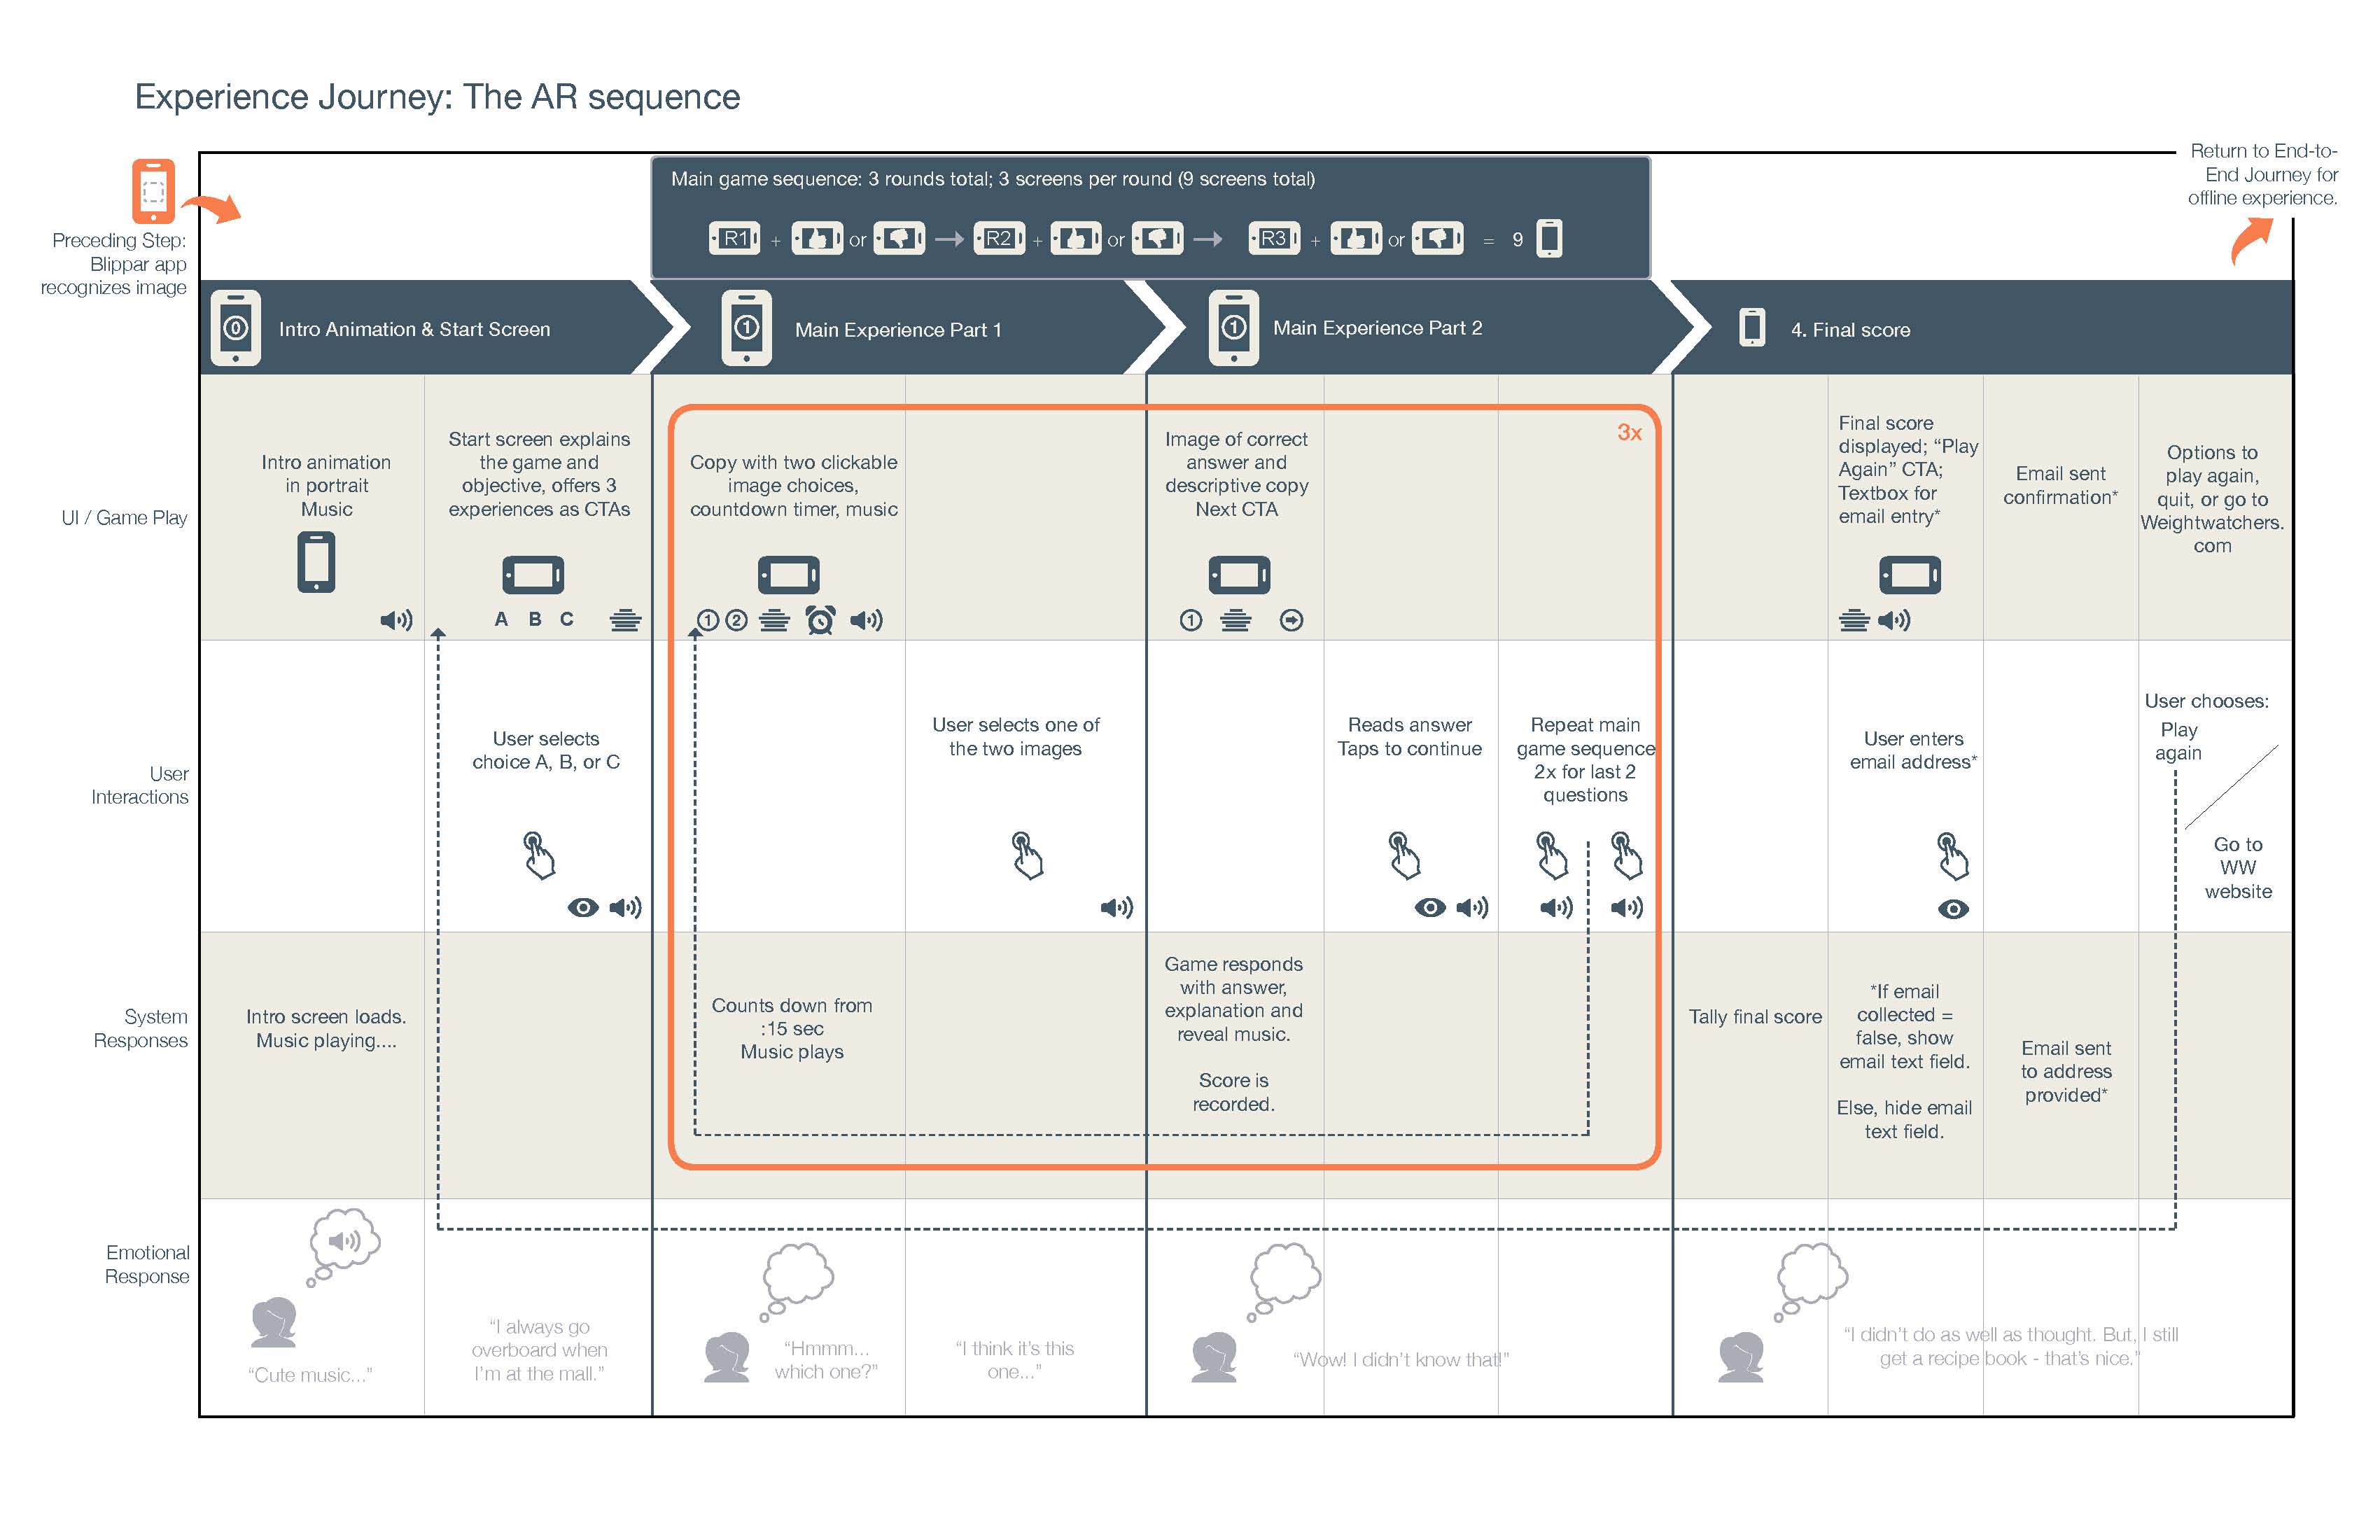 Experience Journey: The AR sequence
Preceding Step:
Blippar app
recognizes image
Return to End-to-
End Journey for
offline experience.
Main game sequence: 3 rounds total; 3 screens per round (9 screens total)
R1 + or R2 + or R3 + or = 9
0 Intro Animation & Start Screen
1 Main Experience Part 1
1 Main Experience Part 2
4. Final score
UI / Game Play
Intro animation
in portrait
Music
Start screen explains
the game and
objective, offers 3
experiences as CTAs
A B C
Copy with two clickable
image choices,
countdown timer, music
1 2
Image of correct
answer and
descriptive copy
Next CTA
1
3x
Final score
displayed; “Play
Again” CTA;
Textbox for
email entry*
Email sent
confirmation*
Options to
play again,
quit, or go to
Weightwatchers.
com
User
Interactions
User selects
choice A, B, or C
User selects one of
the two images
Reads answer
Taps to continue
Repeat main
game sequence
2x for last 2
questions
User enters
email address*
User chooses:
Play
again
Go to
WW
website
System
Responses
Intro screen loads.
Music playing....
Counts down from
:15 sec
Music plays
Game responds
with answer,
explanation and
reveal music.
Score is
recorded.
Tally final score
*If email
collected =
false, show
email text field.
Else, hide email
text field.
Email sent
to address
provided*
Emotional
Response
“Cute music...”
“I always go
overboard when
I’m at the mall.”
“Hmmm...
which one?”
“I think it’s this
one...”
“Wow! I didn’t know that!”
“I didn’t do as well as thought. But, I still
get a recipe book - that’s nice.”